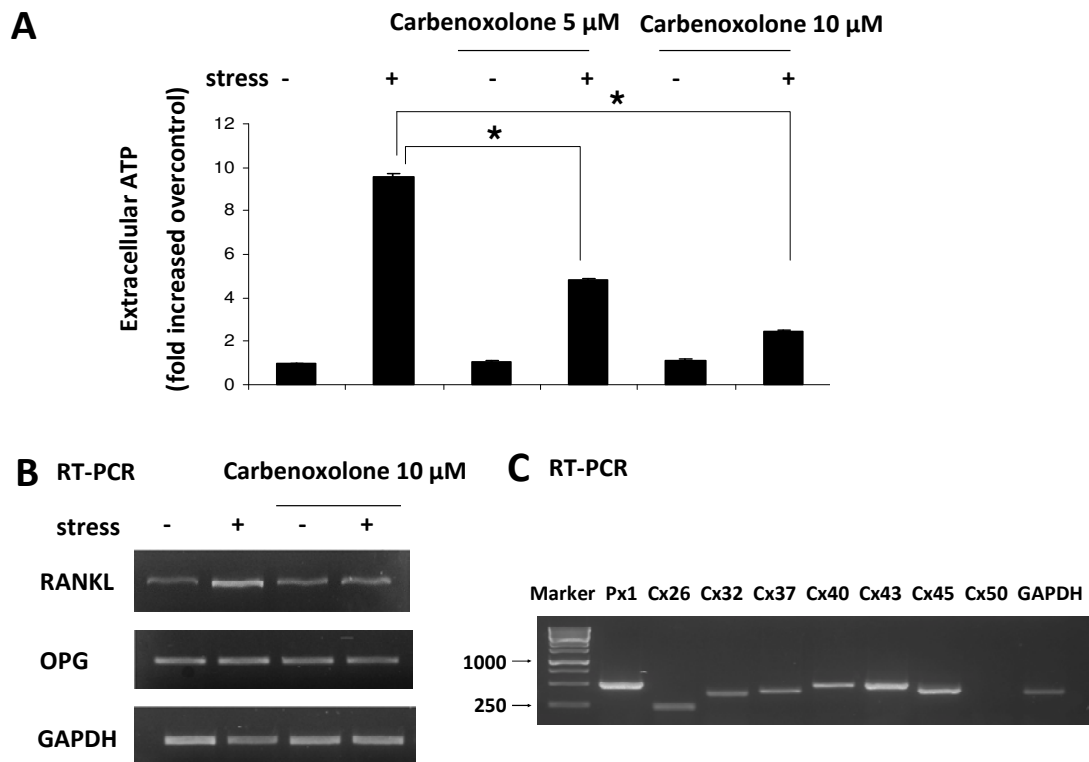 A
Carbenoxolone 5 µM Carbenoxolone 10 µM
stress - + - + - +
*
*
Extracellular ATP
(fold increased overcontrol)
12
10
8
6
4
2
0
B RT-PCR Carbenoxolone 10 µM
stress - + - +
RANKL
OPG
GAPDH
C RT-PCR
Marker Px1 Cx26 Cx32 Cx37 Cx40 Cx43 Cx45 Cx50 GAPDH
1000
250